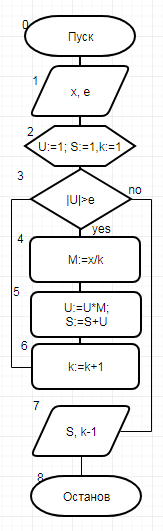 0
Пуск
1
x, e
2
U:=1; S:=1,k:=1
3
|U|>e
no
yes
4
M:=x/k
5
U:=U*M;
S:=S+U
6
k:=k+1
7
S, k-1
8
Останов